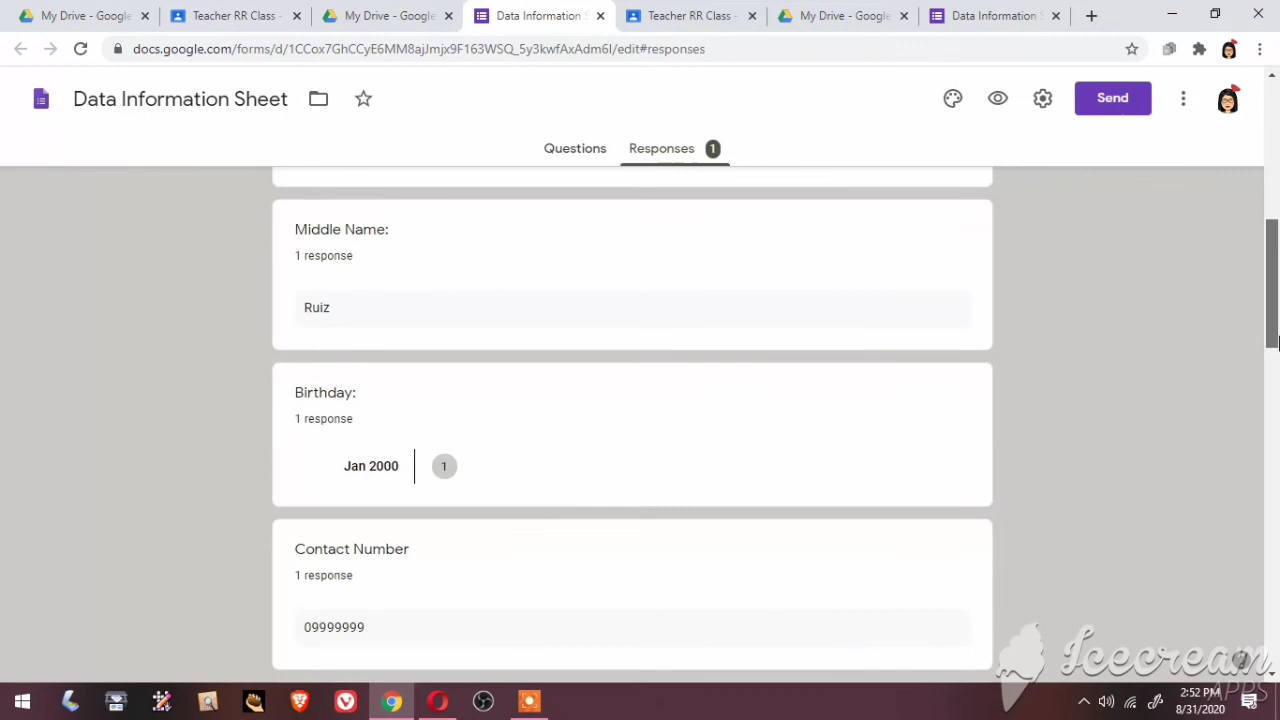 My Drive - Google
Teacher RR Class -
My Drive - Google
Data Information S
Teacher RR Class -
My Drive - Google
Data Information S
docs.google.com/forms/d/1CCox7GhCCyE6MM8ajJmjx9F163WSQ_5y3kwfAxAdm6I/edit#responses
Data Information Sheet
Send
Questions
Responses 1
Middle Name:
1 response
Ruiz
Birthday:
1 response
Jan 2000
1
Contact Number
1 response
09999999
Icecream
APPS
2:52 PM
8/31/2020